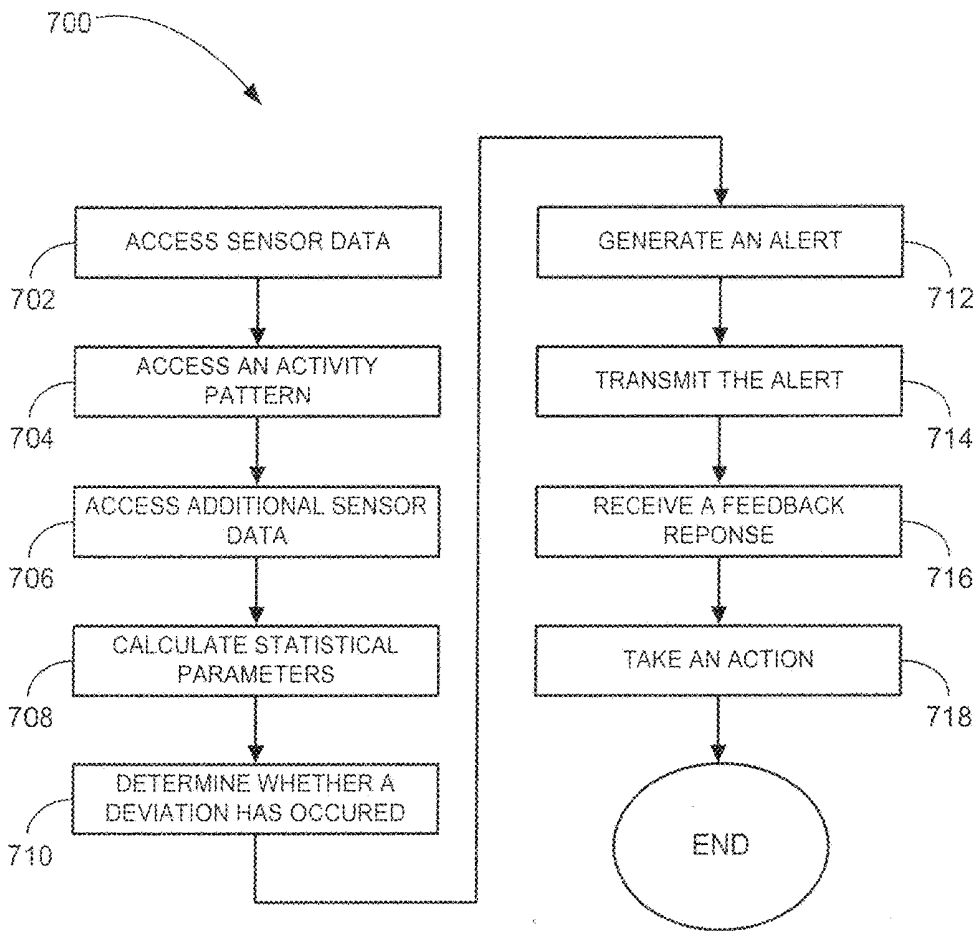 700
ACCESS SENSOR DATA
702
ACCESS AN ACTIVITY
PATTERN
704
ACCESS ADDITIONAL SENSOR
DATA
706
CALCULATE STATISTICAL
PARAMETERS
708
DETERMINE WHETHER A
DEVIATION HAS OCCURED
710
GENERATE AN ALERT
712
TRANSMIT THE ALERT
714
RECEIVE A FEEDBACK
REPONSE
716
TAKE AN ACTION
718
END